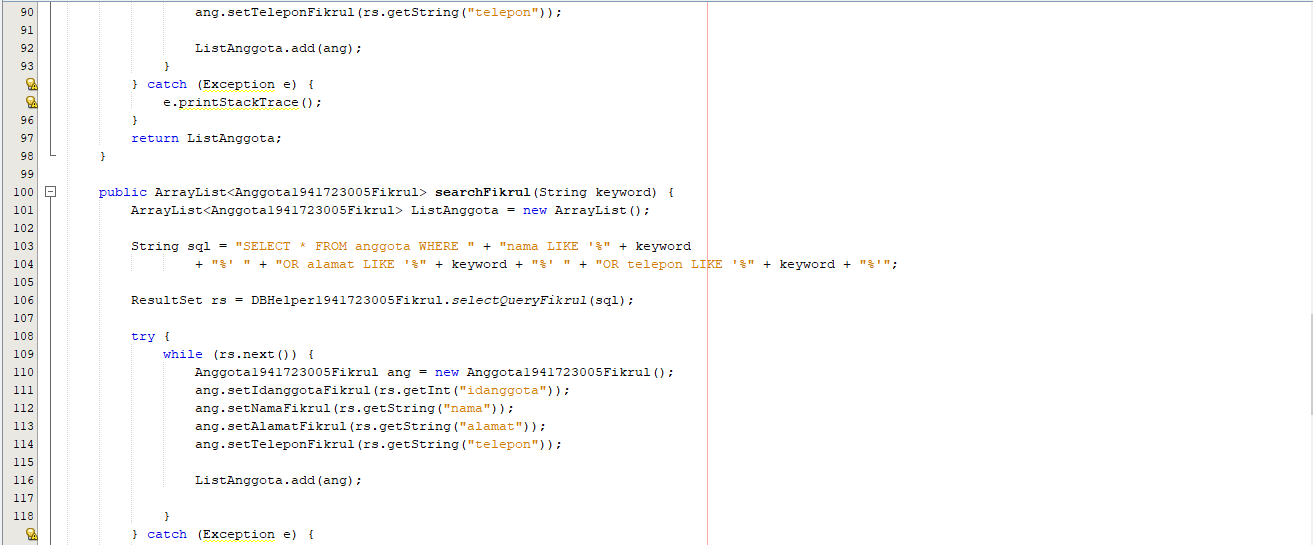 90 ang.setTeleponFikrul(rs.getString("telepon"));
91
92 ListAnggota.add(ang);
93 }
} catch (Exception e) {
e.printStackTrace();
96 }
97 return ListAnggota;
98 }
99
100 public ArrayList<Anggota1941723005Fikrul> searchFikrul(String keyword) {
101 ArrayList<Anggota1941723005Fikrul> ListAnggota = new ArrayList();
102
103 String sql = "SELECT * FROM anggota WHERE " + "nama LIKE '%" + keyword
104 + "%' " + "OR alamat LIKE '%" + keyword + "%' " + "OR telepon LIKE '%" + keyword + "%'";
105
106 ResultSet rs = DBHelper1941723005Fikrul.selectQueryFikrul(sql);
107
108 try {
109 while (rs.next()) {
110 Anggota1941723005Fikrul ang = new Anggota1941723005Fikrul();
111 ang.setIdanggotaFikrul(rs.getInt("idanggota"));
112 ang.setNamaFikrul(rs.getString("nama"));
113 ang.setAlamatFikrul(rs.getString("alamat"));
114 ang.setTeleponFikrul(rs.getString("telepon"));
115
116 ListAnggota.add(ang);
117
118 }
} catch (Exception e) {